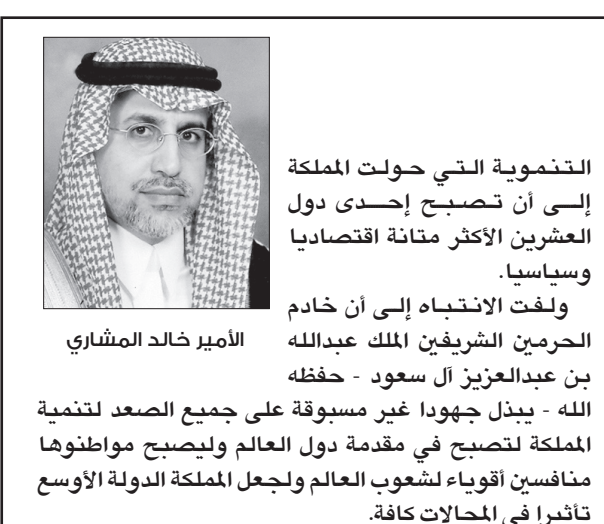 التنموية التي حولت المملكة
إلى أن تصبح إحدى دول
العشرين الأكثر متانة اقتصاديا
وسياسيا.
ولفت الانتباه إلى أن خادم
الحرمين الشريفين الملك عبدالله
بن عبدالعزيز آل سعود - حفظه
الله - يبذل جهودا غير مسبوقة على جميع الصعد لتنمية
المملكة لتصبح في مقدمة دول العالم وليصبح مواطنوها
منافسين أقوياء لشعوب العالم ولجعل المملكة الدولة الأوسع
تأثيرا في المجالات كافة.
الأمير خالد المشاري